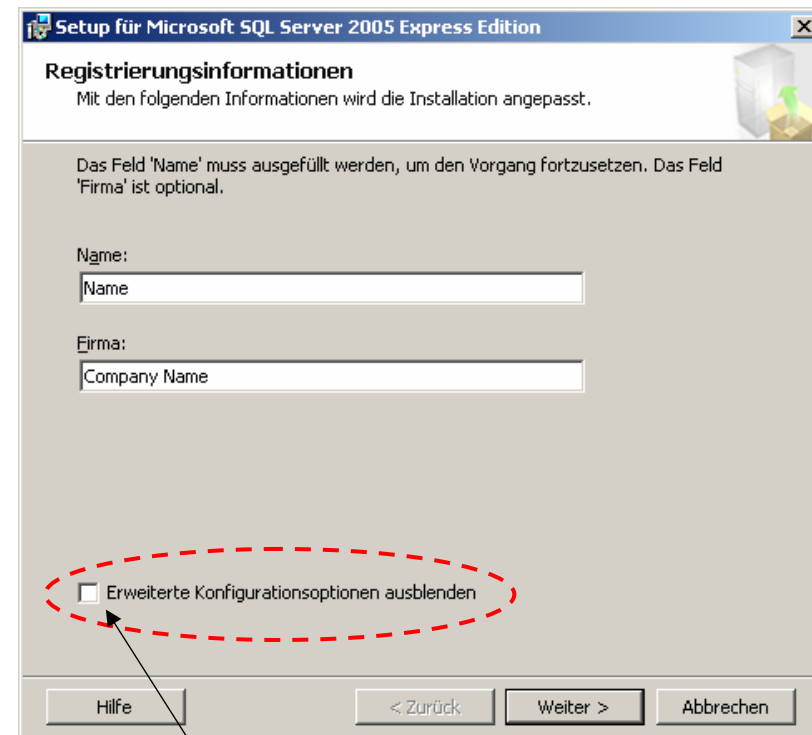 Setup für Microsoft SQL Server 2005 Express Edition
Registrierungsinformationen
Mit den folgenden Informationen wird die Installation angepasst.
Das Feld 'Name' muss ausgefüllt werden, um den Vorgang fortzusetzen. Das Feld
'Firma' ist optional.
Name:
Name
Firma:
Company Name
Erweiterte Konfigurationsoptionen ausblenden
Hilfe
< Zurück
Weiter >
Abbrechen